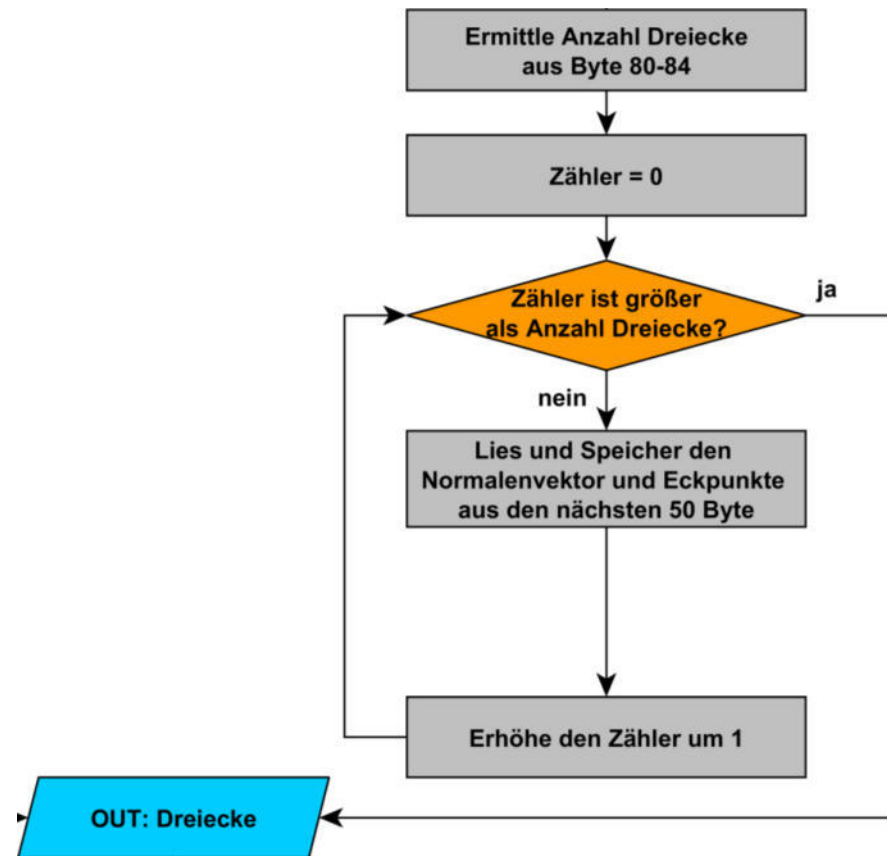 Ermittle Anzahl Dreiecke
aus Byte 80-84
Zähler = 0
Zähler ist größer
als Anzahl Dreiecke?
ja
nein
Lies und Speicher den
Normalenvektor und Eckpunkte
aus den nächsten 50 Byte
Erhöhe den Zähler um 1
OUT: Dreiecke